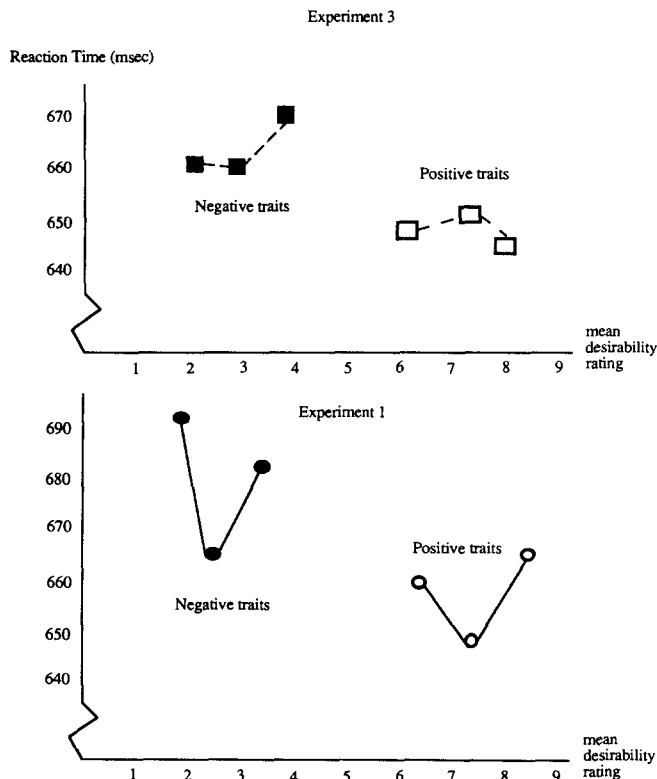 Experiment 3
Reaction Time (msec)
670
660
650
640
Negative traits
Positive traits
1 2 3 4 5 6 7 8 9
mean
desirability
rating
Experiment 1
690
680
670
660
650
640
Negative traits
Positive traits
1 2 3 4 5 6 7 8 9
mean
desirability
rating